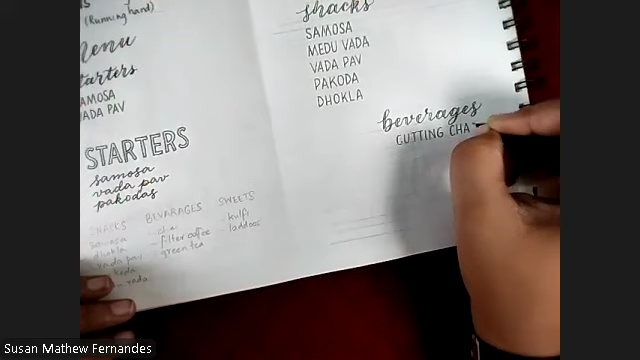 (Running hand)
Menu
Starters
SAMOSA
VADA PAV
STARTERS
samosa
vada pav
pakodas
SNACKS
samosa
dhokla
vada pav
vada
BEVARAGES
- chai
- filter coffee
- green tea
SWEETS
- kulfi
- laddoos
snacks
SAMOSA
MEDU VADA
VADA PAV
PAKODA
DHOKLA
beverages
CUTTING CHA
Susan Mathew Fernandes